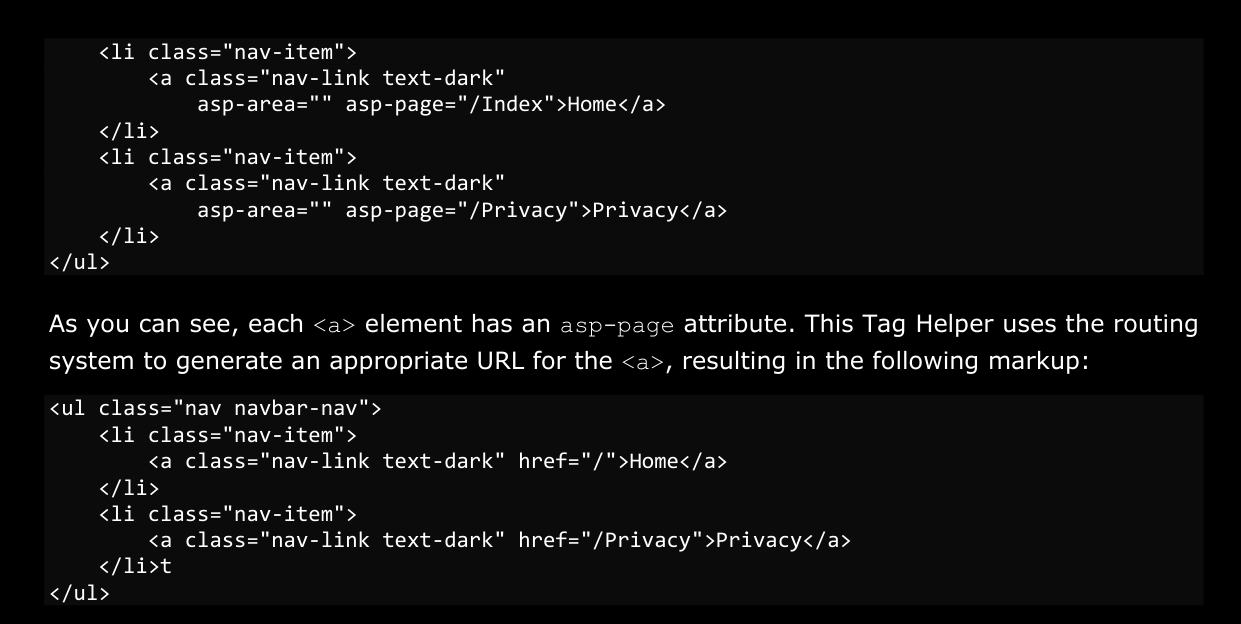 <li class="nav-item">
        <a class="nav-link text-dark"
            asp-area="" asp-page="/Index">Home</a>
    </li>
    <li class="nav-item">
        <a class="nav-link text-dark"
            asp-area="" asp-page="/Privacy">Privacy</a>
    </li>
</ul>
As you can see, each <a> element has an asp-page attribute. This Tag Helper uses the routing
system to generate an appropriate URL for the <a>, resulting in the following markup:
<ul class="nav navbar-nav">
    <li class="nav-item">
        <a class="nav-link text-dark" href="/">Home</a>
    </li>
    <li class="nav-item">
        <a class="nav-link text-dark" href="/Privacy">Privacy</a>
    </li>t
</ul>